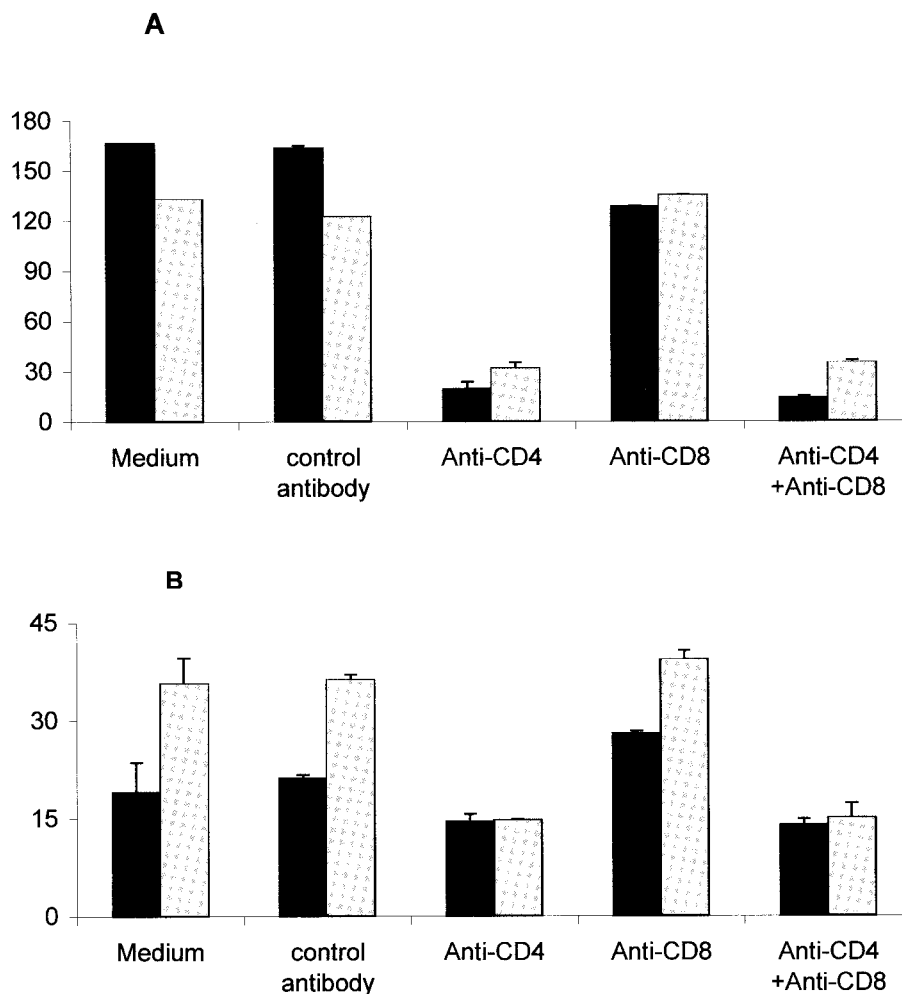 A
180
150
120
90
60
30
0
Medium
control
antibody
Anti-CD4
Anti-CD8
Anti-CD4
+Anti-CD8
B
45
30
15
0
Medium
control
antibody
Anti-CD4
Anti-CD8
Anti-CD4
+Anti-CD8